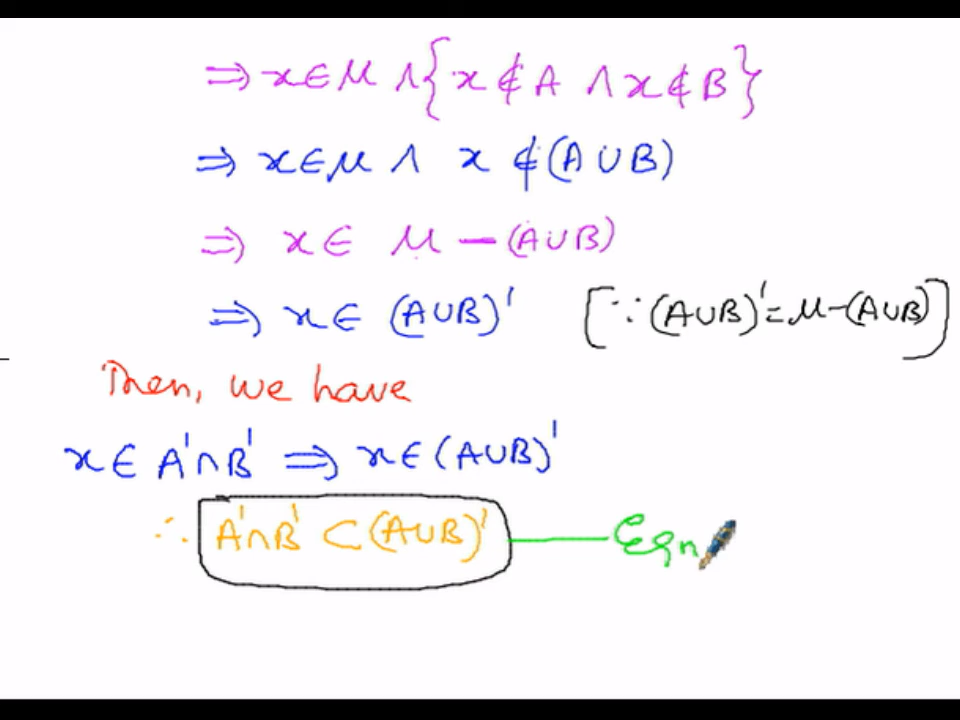 ⇒ x∈μ ∧ {x∉A ∧ x∉B}
⇒ x∈μ ∧ x∉(A∪B)
⇒ x∈ μ-(A∪B)
⇒ x∈ (A∪B)' [∵(A∪B)'=μ-(A∪B)]
Then, we have
x∈ A'∩B' ⇒ x∈(A∪B)'
∴ A'∩B' ⊂ (A∪B)' — Eqn